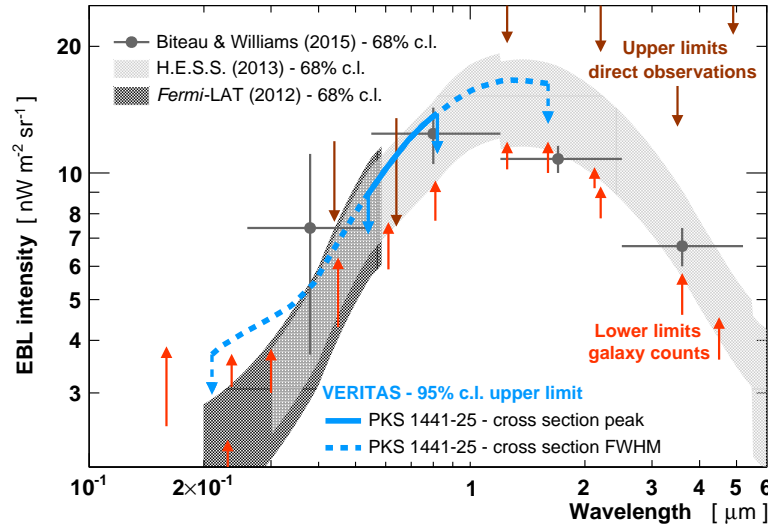 20
10
8
7
6
5
4
3
EBL intensity [ nW m⁻² sr⁻¹ ]
Biteau & Williams (2015) - 68% c.l.
H.E.S.S. (2013) - 68% c.l.
Fermi-LAT (2012) - 68% c.l.
Upper limits
direct observations
Lower limits
galaxy counts
VERITAS - 95% c.l. upper limit
PKS 1441-25 - cross section peak
PKS 1441-25 - cross section FWHM
10⁻¹ 2×10⁻¹ 1 2 3 4 5 6
Wavelength [ μm ]